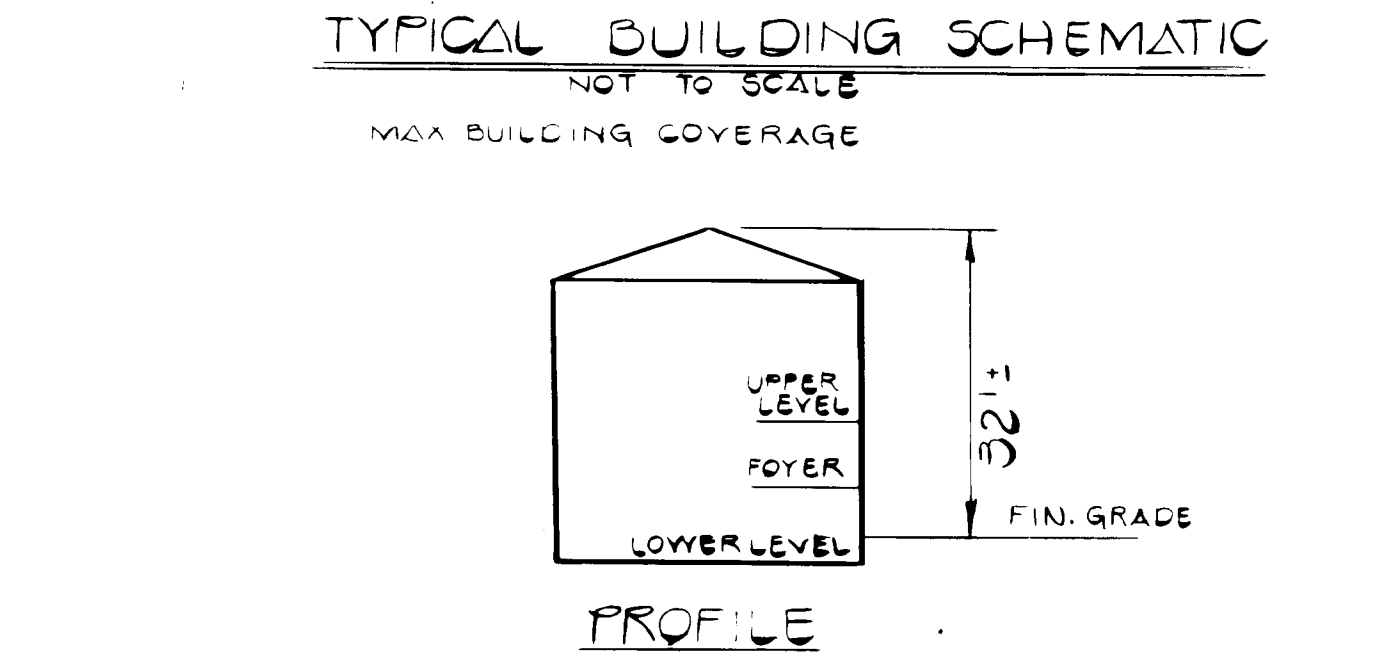 TYPICAL BUILDING SCHEMATIC
NOT TO SCALE
MAX BUILDING COVERAGE
UPPER
LEVEL
32'±
FOYER
FIN. GRADE
LOWER LEVEL
PROFILE